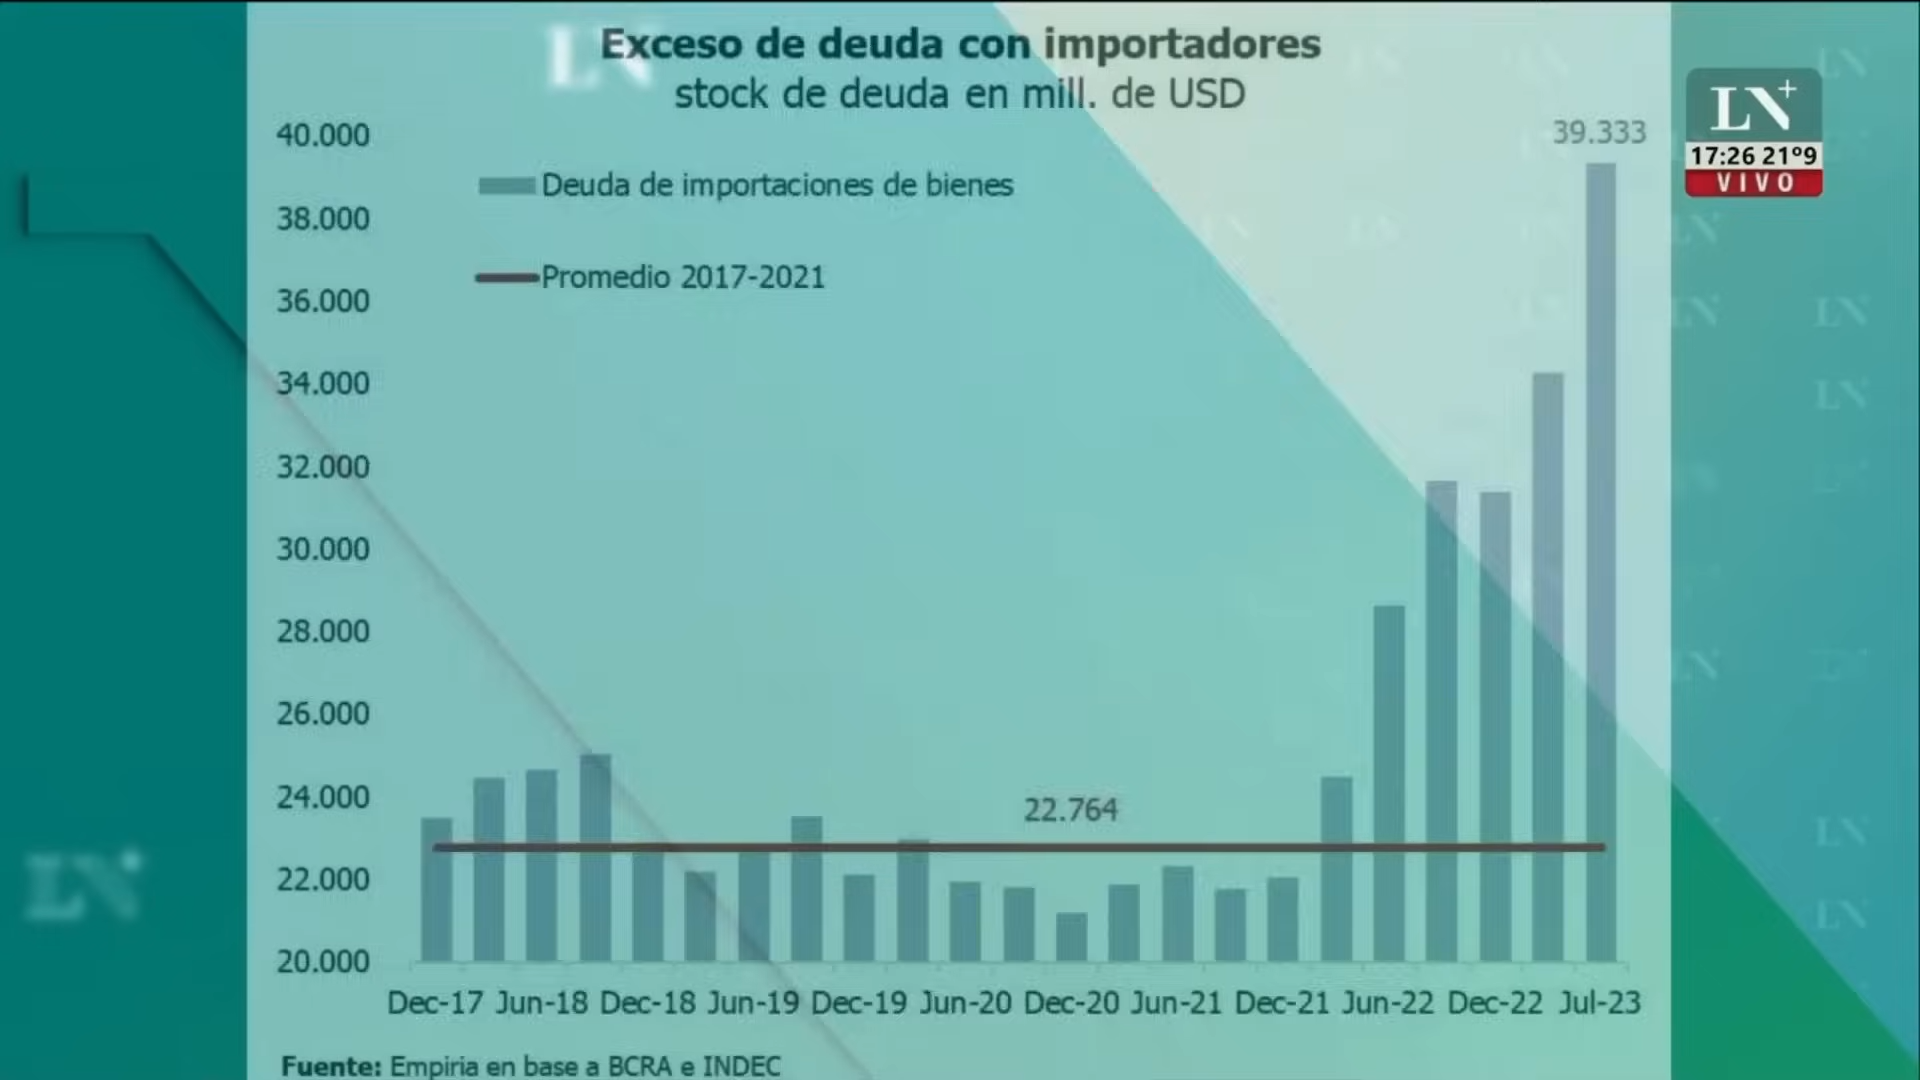 Exceso de deuda con importadores
stock de deuda en mill. de USD
LN
LN+
17:26 21º9
VIVO
40.000
38.000
36.000
34.000
32.000
30.000
28.000
26.000
24.000
22.000
20.000
Deuda de importaciones de bienes
Promedio 2017-2021
39.333
22.764
Dec-17 Jun-18 Dec-18 Jun-19 Dec-19 Jun-20 Dec-20 Jun-21 Dec-21 Jun-22 Dec-22 Jul-23
Fuente: Empiria en base a BCRA e INDEC
LN+